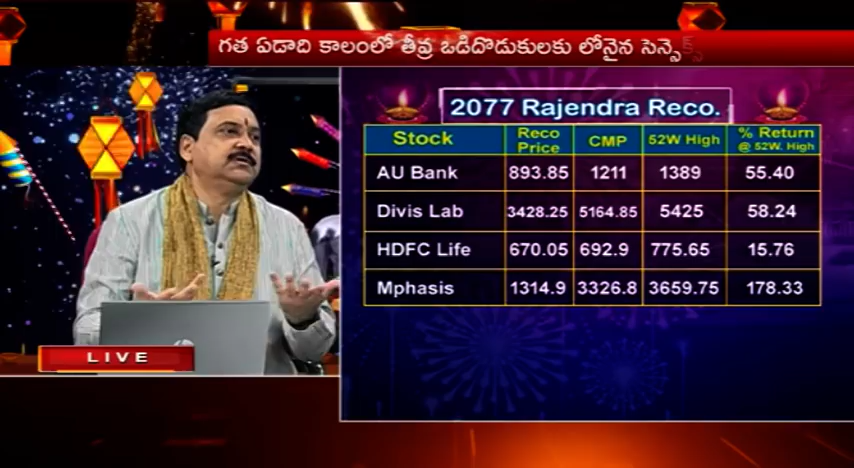 గత ఏడాది కాలంలో తీవ్ర ఒడిదొడుకులకు లోనైన సెన్సెక్స్
2077 Rajendra Reco.
Stock Reco Price CMP 52W High % Return @ 52W. High
AU Bank 893.85 1211 1389 55.40
Divis Lab 3428.25 5164.85 5425 58.24
HDFC Life 670.05 692.9 775.65 15.76
Mphasis 1314.9 3326.8 3659.75 178.33
LIVE